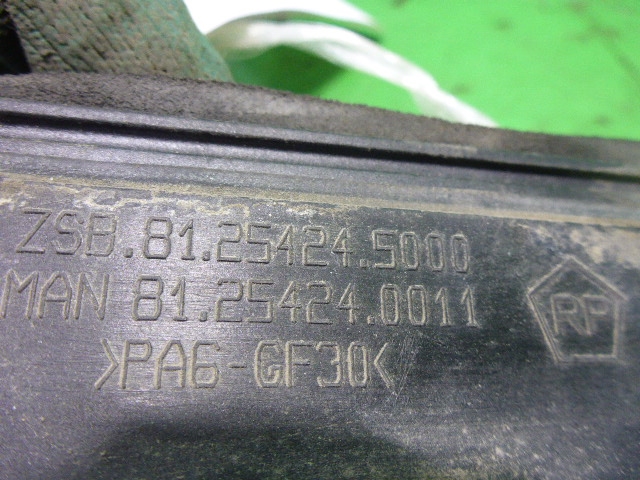 ZSB.81.25424.5000
MAN 81.25424.0011
RP
>PA6-GF30<